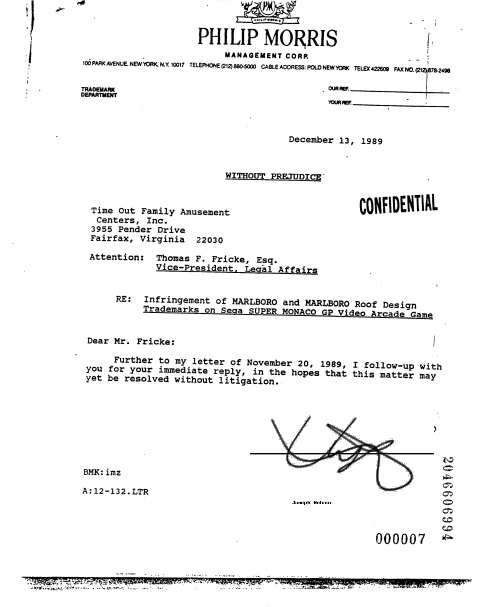 PHILIP MORRIS
MANAGEMENT CORP.
100 PARK AVENUE, NEW YORK, N.Y. 10017 TELEPHONE (212) 880-5000 CABLE ADDRESS: POLD NEW YORK TELEX 422609 FAX NO. (212) 878-2496
TRADEMARK
DEPARTMENT
OUR REF.
YOUR REF.
December 13, 1989
WITHOUT PREJUDICE
CONFIDENTIAL
Time Out Family Amusement
Centers, Inc.
3955 Pender Drive
Fairfax, Virginia 22030
Attention: Thomas F. Fricke, Esq.
Vice-President, Legal Affairs
RE: Infringement of MARLBORO and MARLBORO Roof Design
Trademarks on Sega SUPER MONACO GP Video Arcade Game
Dear Mr. Fricke:
Further to my letter of November 20, 1989, I follow-up with
you for your immediate reply, in the hopes that this matter may
yet be resolved without litigation.
BMK:imz
A:12-132.LTR
Joseph
000007
2046606994